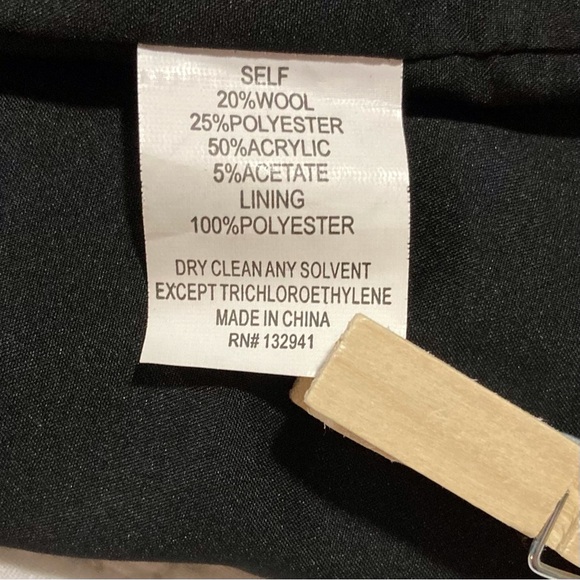 SELF
20%WOOL
25%POLYESTER
50%ACRYLIC
5%ACETATE
LINING
100%POLYESTER
DRY CLEAN ANY SOLVENT
EXCEPT TRICHLOROETHYLENE
MADE IN CHINA
RN# 132941